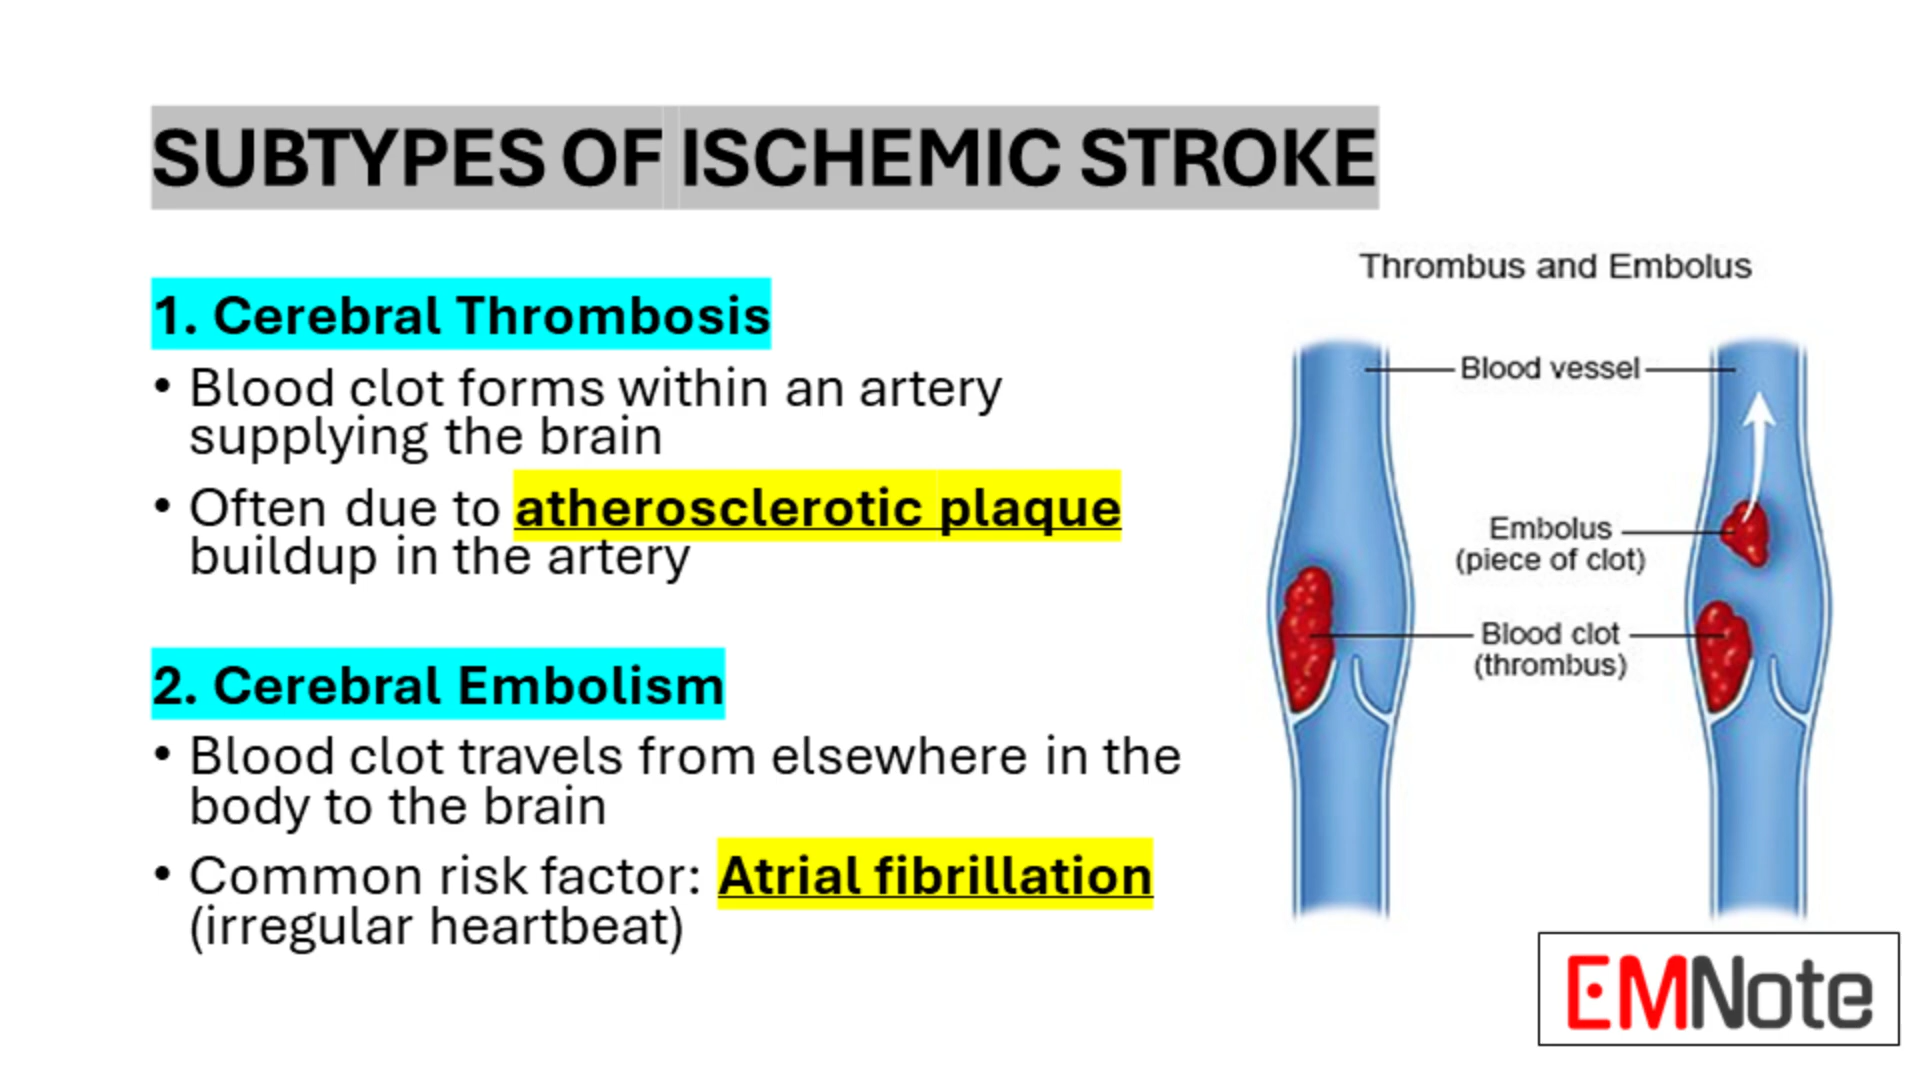 SUBTYPES OF ISCHEMIC STROKE
1. Cerebral Thrombosis
• Blood clot forms within an artery
supplying the brain
• Often due to atherosclerotic plaque
buildup in the artery
2. Cerebral Embolism
• Blood clot travels from elsewhere in the
body to the brain
• Common risk factor: Atrial fibrillation
(irregular heartbeat)
Thrombus and Embolus
Blood vessel
Embolus
(piece of clot)
Blood clot
(thrombus)
EMNote